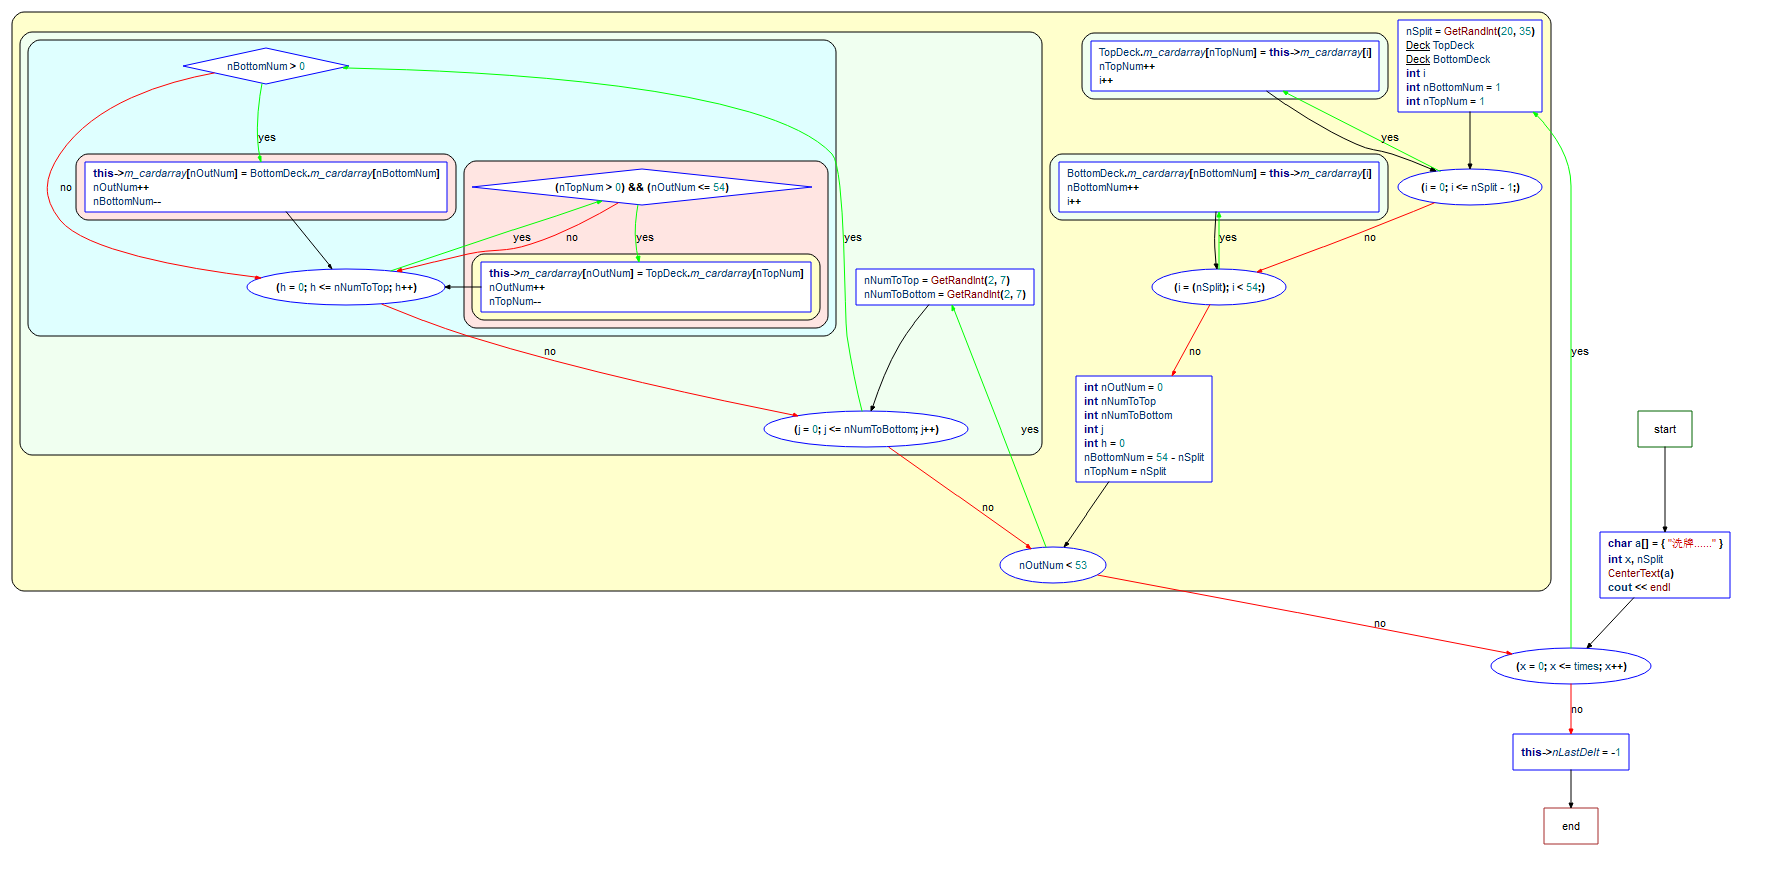 nBottomNum > 0
yes
no
this->m_cardarray[nOutNum] = BottomDeck.m_cardarray[nBottomNum]
nOutNum++
nBottomNum--
(nTopNum > 0) && (nOutNum <= 54)
yes
no
yes
this->m_cardarray[nOutNum] = TopDeck.m_cardarray[nTopNum]
nOutNum++
nTopNum--
(h = 0; h <= nNumToTop; h++)
no
yes
nNumToTop = GetRandInt(2, 7)
nNumToBottom = GetRandInt(2, 7)
(j = 0; j <= nNumToBottom; j++)
yes
no
TopDeck.m_cardarray[nTopNum] = this->m_cardarray[i]
nTopNum++
i++
nSplit = GetRandInt(20, 35)
Deck TopDeck
Deck BottomDeck
int i
int nBottomNum = 1
int nTopNum = 1
yes
BottomDeck.m_cardarray[nBottomNum] = this->m_cardarray[i]
nBottomNum++
i++
(i = 0; i <= nSplit - 1;)
yes
no
(i = (nSplit); i < 54;)
no
int nOutNum = 0
int nNumToTop
int nNumToBottom
int j
int h = 0
nBottomNum = 54 - nSplit
nTopNum = nSplit
nOutNum < 53
yes
start
char a[] = { "洗牌......" }
int x, nSplit
CenterText(a)
cout << endl
no
(x = 0; x <= times; x++)
no
this->nLastDelt = -1
end